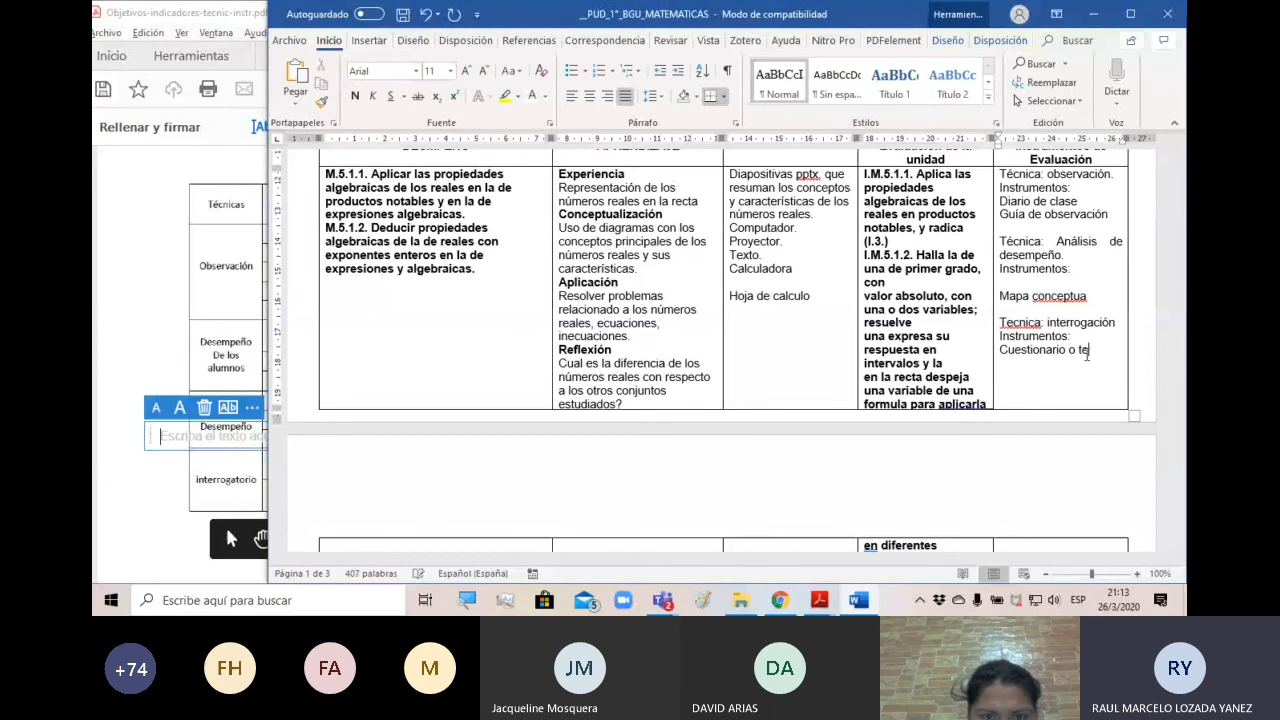 Objetivos-indicadores-tecnic-instr.pdf
Archivo Edición Ver Ventana Ayuda
Inicio Herramientas
Rellenar y firmar
Técnicas
Observación
Desempeño
De los
alumnos
Desempeño
Escriba el texto
interrogatorio
Autoguardado
__PUD_1°_BGU_MATEMATICAS - Modo de compatibilidad
Herramien...
Archivo Inicio Insertar Diseño Disposición Referencias Correspondencia Revisar Vista Zotero Ayuda Nitro Pro PDFelement Diseño Disposición Buscar
Pegar
Arial 11
N K S
AaBbCcI AaBbCcDc AaBbC AaBbCcC
¶ Normal ¶ Sin espa... Título 1 Título 2
Buscar
Reemplazar
Seleccionar
Dictar
Portapapeles Fuente Párrafo Estilos Edición Voz
unidad
Evaluación
M.5.1.1. Aplicar las propiedades
algebraicas de los reales en la de
productos notables y en la de
expresiones algebraicas.
M.5.1.2. Deducir propiedades
algebraicas de la de reales con
exponentes enteros en la de
expresiones y algebraicas.
Experiencia
Representación de los
números reales en la recta
Conceptualización
Uso de diagramas con los
conceptos principales de los
números reales y sus
características.
Aplicación
Resolver problemas
relacionado a los números
reales, ecuaciones,
inecuaciones.
Reflexión
Cual es la diferencia de los
números reales con respecto
a los otros conjuntos
estudiados?
Diapositivas pptx, que
resuman los conceptos
y características de los
números reales.
Computador.
Proyector.
Texto.
Calculadora
Hoja de calculo
I.M.5.1.1. Aplica las
propiedades
algebraicas de los
reales en productos
notables, y radica
(I.3.)
I.M.5.1.2. Halla la de
una de primer grado,
con
valor absoluto, con
una o dos variables;
resuelve
una expresa su
respuesta en
intervalos y la
en la recta despeja
una variable de una
formula para aplicarla
en diferentes
Técnica: observación.
Instrumentos:
Diario de clase
Guía de observación
Técnica: Análisis de
desempeño.
Instrumentos:
Mapa conceptua
Tecnica: interrogación
Instrumentos:
Cuestionario o te
Página 1 de 3 407 palabras Español (España) 100%
Escribe aquí para buscar
5
2
ESP
21:13
26/3/2020
+74
FH
FA
M
JM
Jacqueline Mosquera
DA
DAVID ARIAS
RY
RAUL MARCELO LOZADA YANEZ